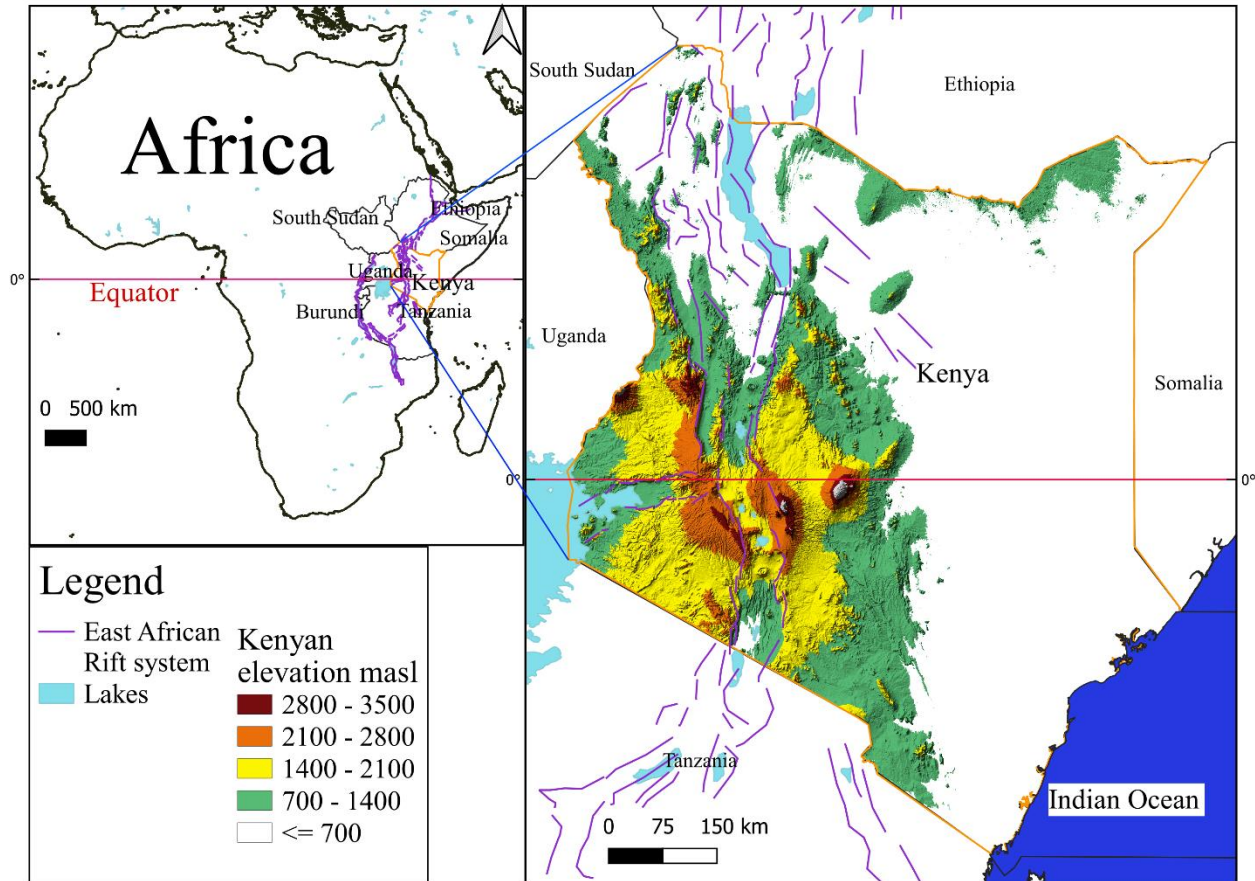 Africa
South Sudan
Ethiopia
Somalia
Uganda
Kenya
Burundi
Tanzania
0°
Equator
0 500 km
South Sudan
Ethiopia
Uganda
Kenya
Somalia
0°
0°
Tanzania
Indian Ocean
0 75 150 km
Legend
East African
Rift system
Lakes
Kenyan
elevation masl
2800 - 3500
2100 - 2800
1400 - 2100
700 - 1400
<= 700